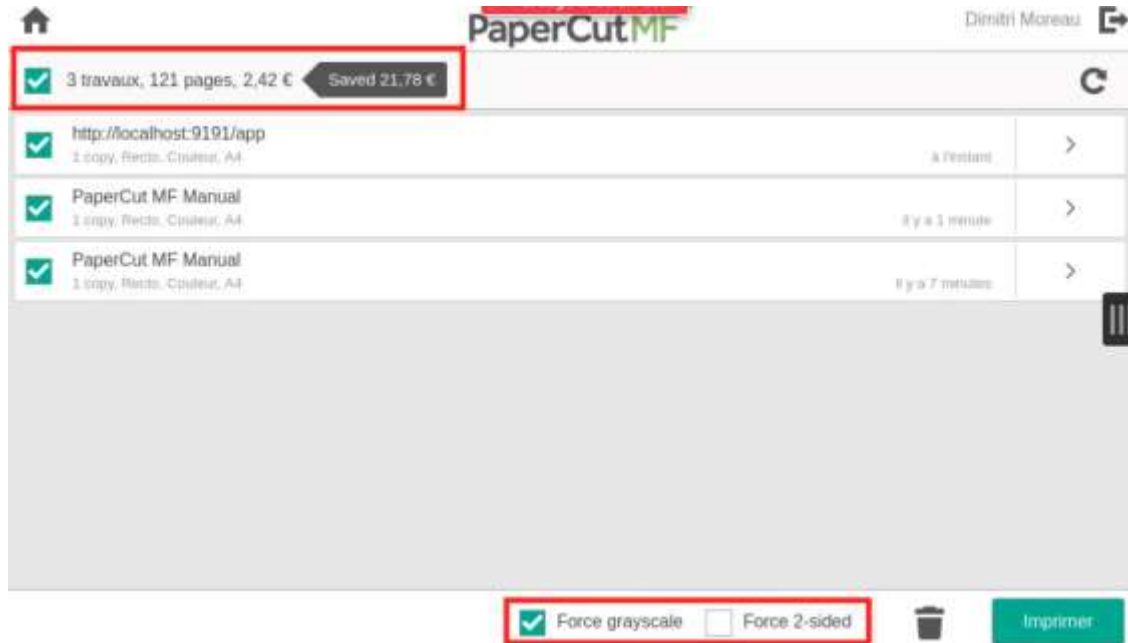 PaperCutMF
Dimitri Moreau
3 travaux, 121 pages, 2,42 € Saved 21,78 €
http://localhost:9191/app
1 copy, Recto, Couleur, A4
à l'instant
PaperCut MF Manual
1 copy, Recto, Couleur, A4
il y a 1 minute
PaperCut MF Manual
1 copy, Recto, Couleur, A4
il y a 7 minutes
Force grayscale
Force 2-sided
Imprimer